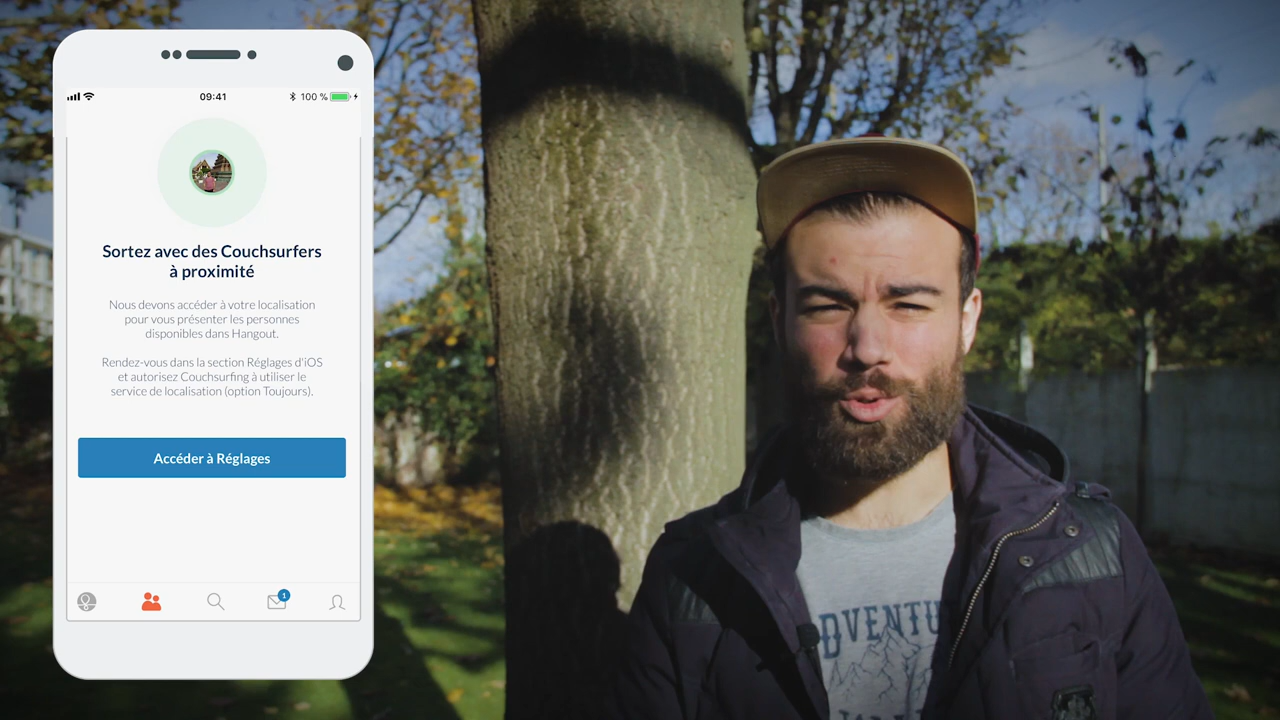 09:41
100 %
Sortez avec des Couchsurfers
à proximité
Nous devons accéder à votre localisation
pour vous présenter les personnes
disponibles dans Hangout.
Rendez-vous dans la section Réglages d'iOS
et autorisez Couchsurfing à utiliser le
service de localisation (option Toujours).
Accéder à Réglages
1